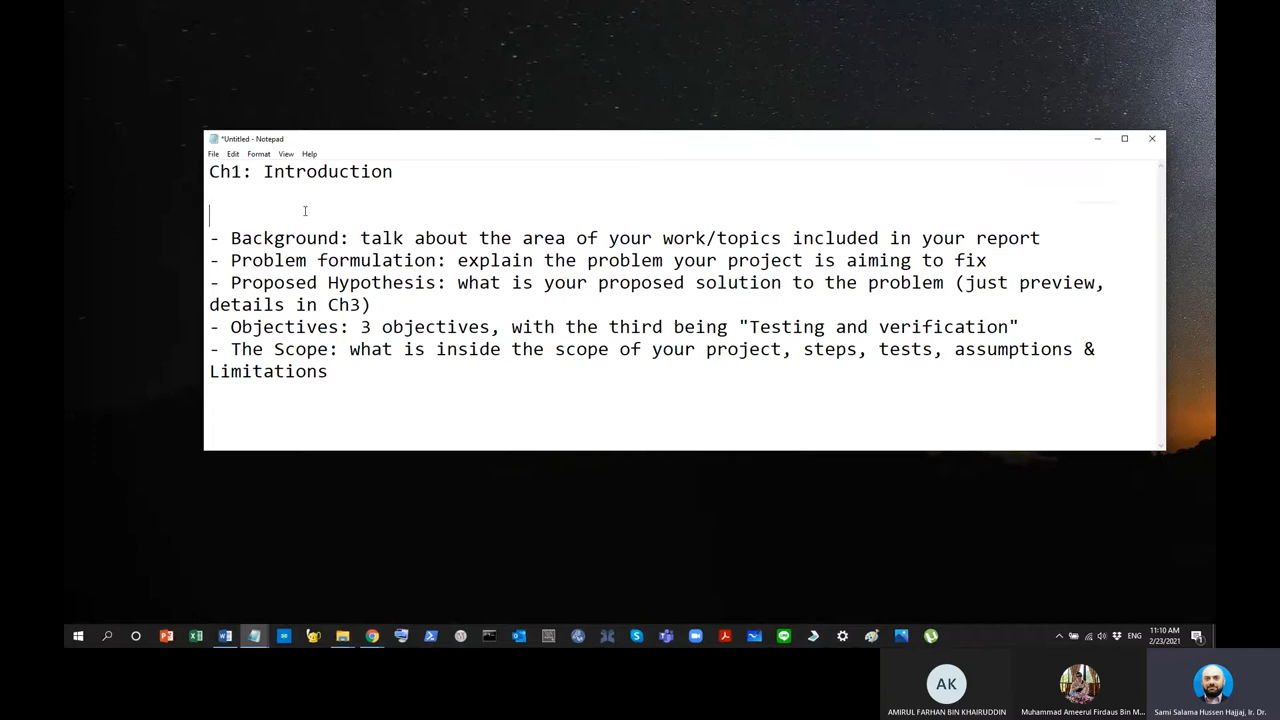 *Untitled - Notepad
File Edit Format View Help
Ch1: Introduction
- Background: talk about the area of your work/topics included in your report
- Problem formulation: explain the problem your project is aiming to fix
- Proposed Hypothesis: what is your proposed solution to the problem (just preview,
details in Ch3)
- Objectives: 3 objectives, with the third being "Testing and verification"
- The Scope: what is inside the scope of your project, steps, tests, assumptions &
Limitations
ENG
11:10 AM
2/23/2021
AK
AMIRUL FARHAN BIN KHAIRUDDIN
Muhammad Ameerul Firdaus Bin M...
Sami Salama Hussen Hajjaj, Ir. Dr.